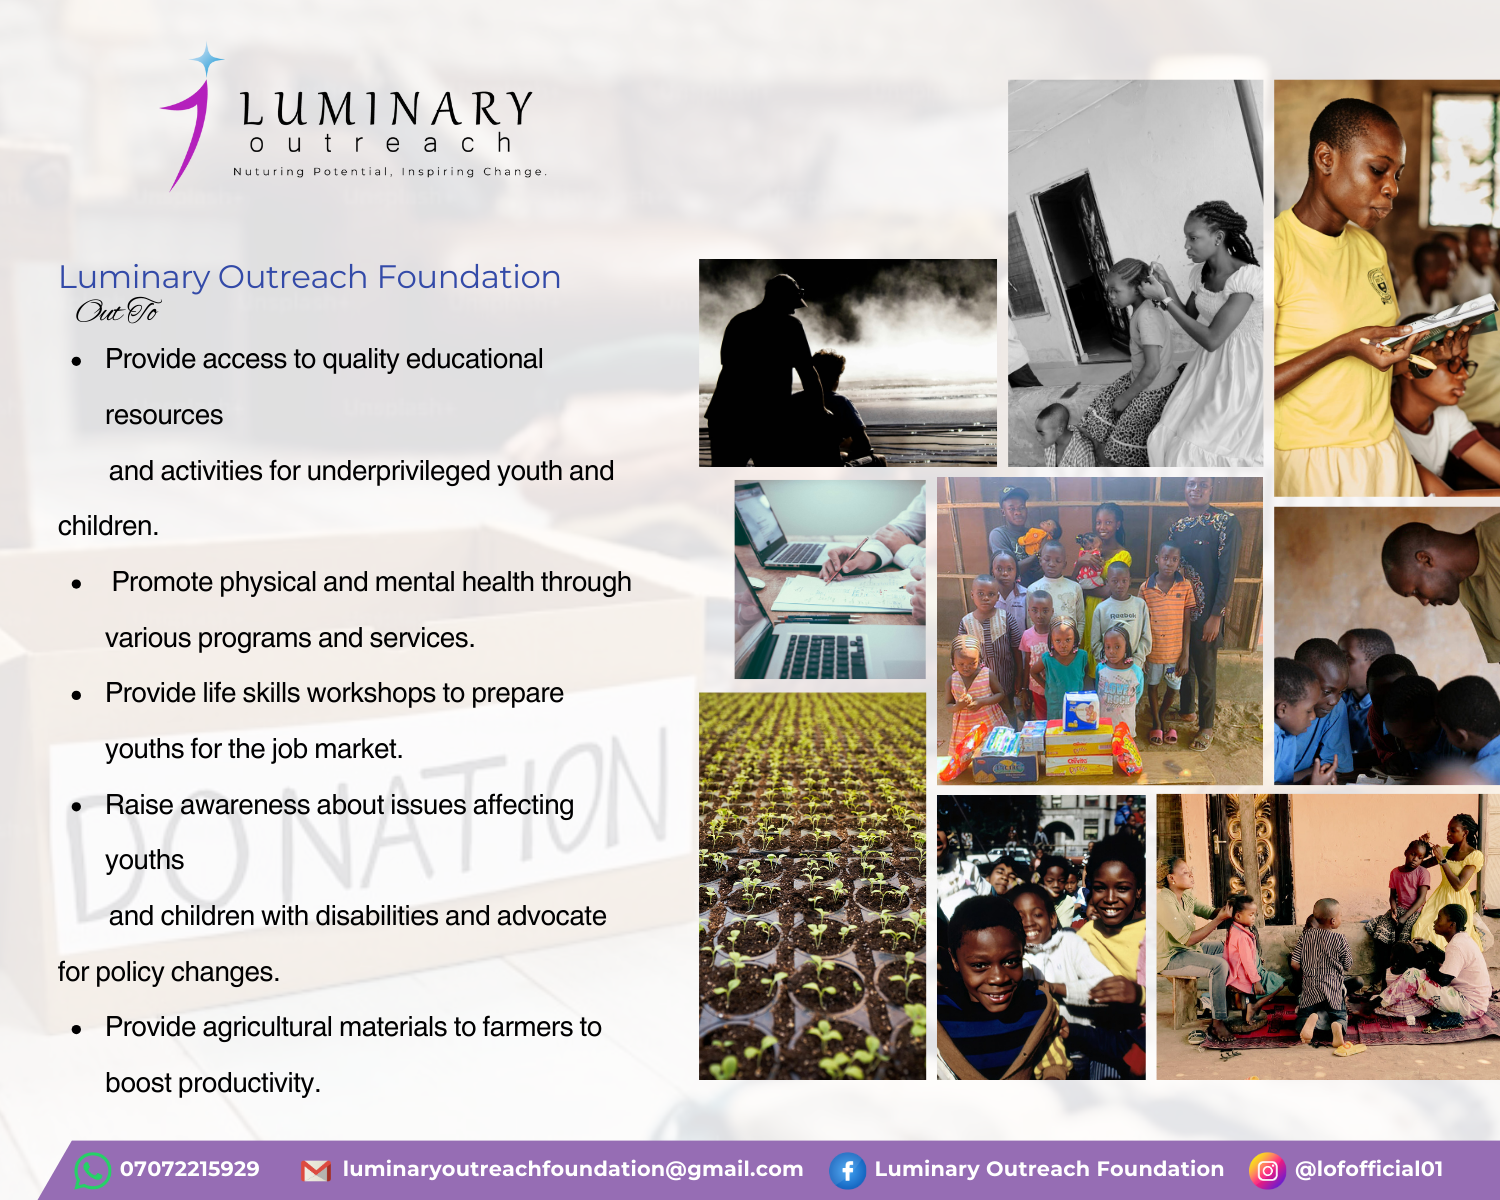 LUMINARY
outreach
Nuturing Potential, Inspiring Change.
Luminary Outreach Foundation
Out To
• Provide access to quality educational
resources
and activities for underprivileged youth and
children.
• Promote physical and mental health through
various programs and services.
• Provide life skills workshops to prepare
youths for the job market.
• Raise awareness about issues affecting
youths
and children with disabilities and advocate
for policy changes.
• Provide agricultural materials to farmers to
boost productivity.
DONATION
Reebok
07072215929
luminaryoutreachfoundation@gmail.com
Luminary Outreach Foundation
@lofofficial01